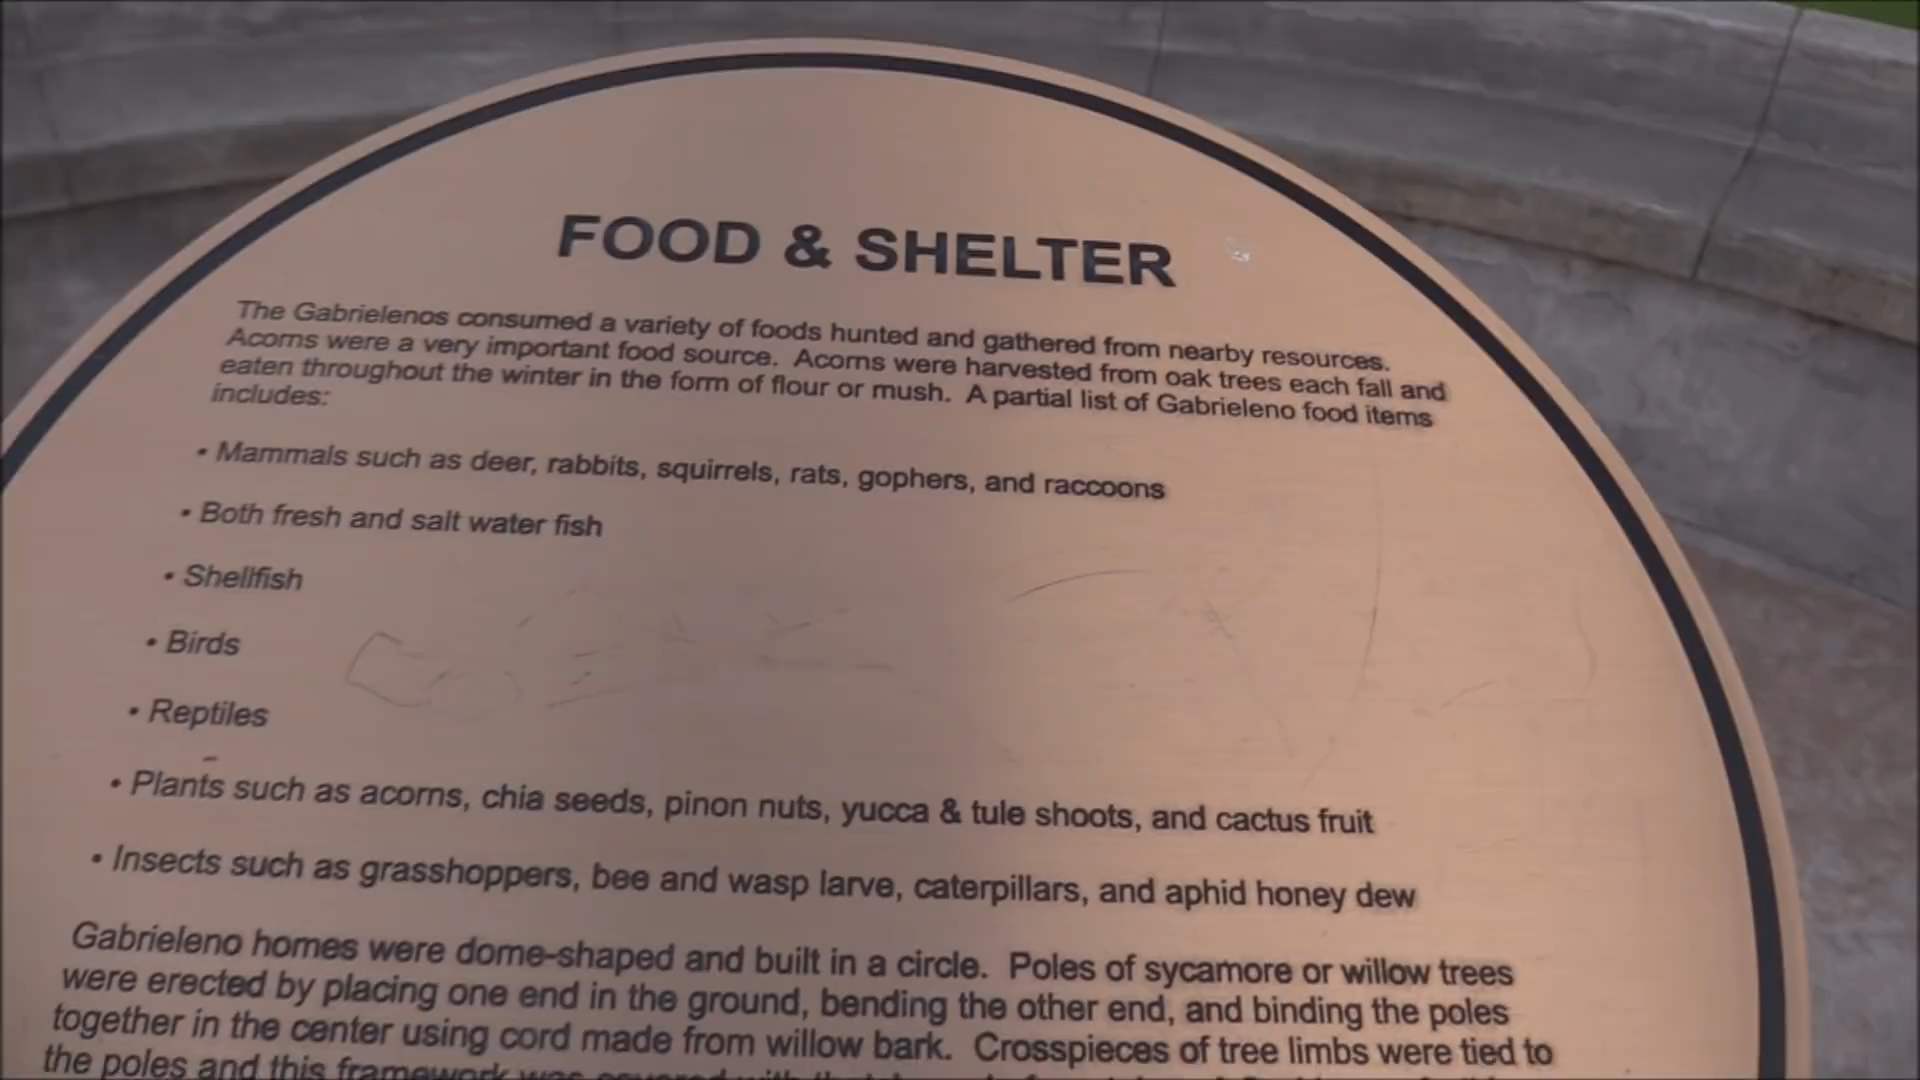 FOOD & SHELTER
The Gabrielenos consumed a variety of foods hunted and gathered from nearby resources.
Acorns were a very important food source. Acorns were harvested from oak trees each fall and
eaten throughout the winter in the form of flour or mush. A partial list of Gabrieleno food items
includes:
• Mammals such as deer, rabbits, squirrels, rats, gophers, and raccoons
• Both fresh and salt water fish
• Shellfish
• Birds
• Reptiles
• Plants such as acorns, chia seeds, pinon nuts, yucca & tule shoots, and cactus fruit
• Insects such as grasshoppers, bee and wasp larve, caterpillars, and aphid honey dew
Gabrieleno homes were dome-shaped and built in a circle. Poles of sycamore or willow trees
were erected by placing one end in the ground, bending the other end, and binding the poles
together in the center using cord made from willow bark. Crosspieces of tree limbs were tied to
the poles and this framework was covered with